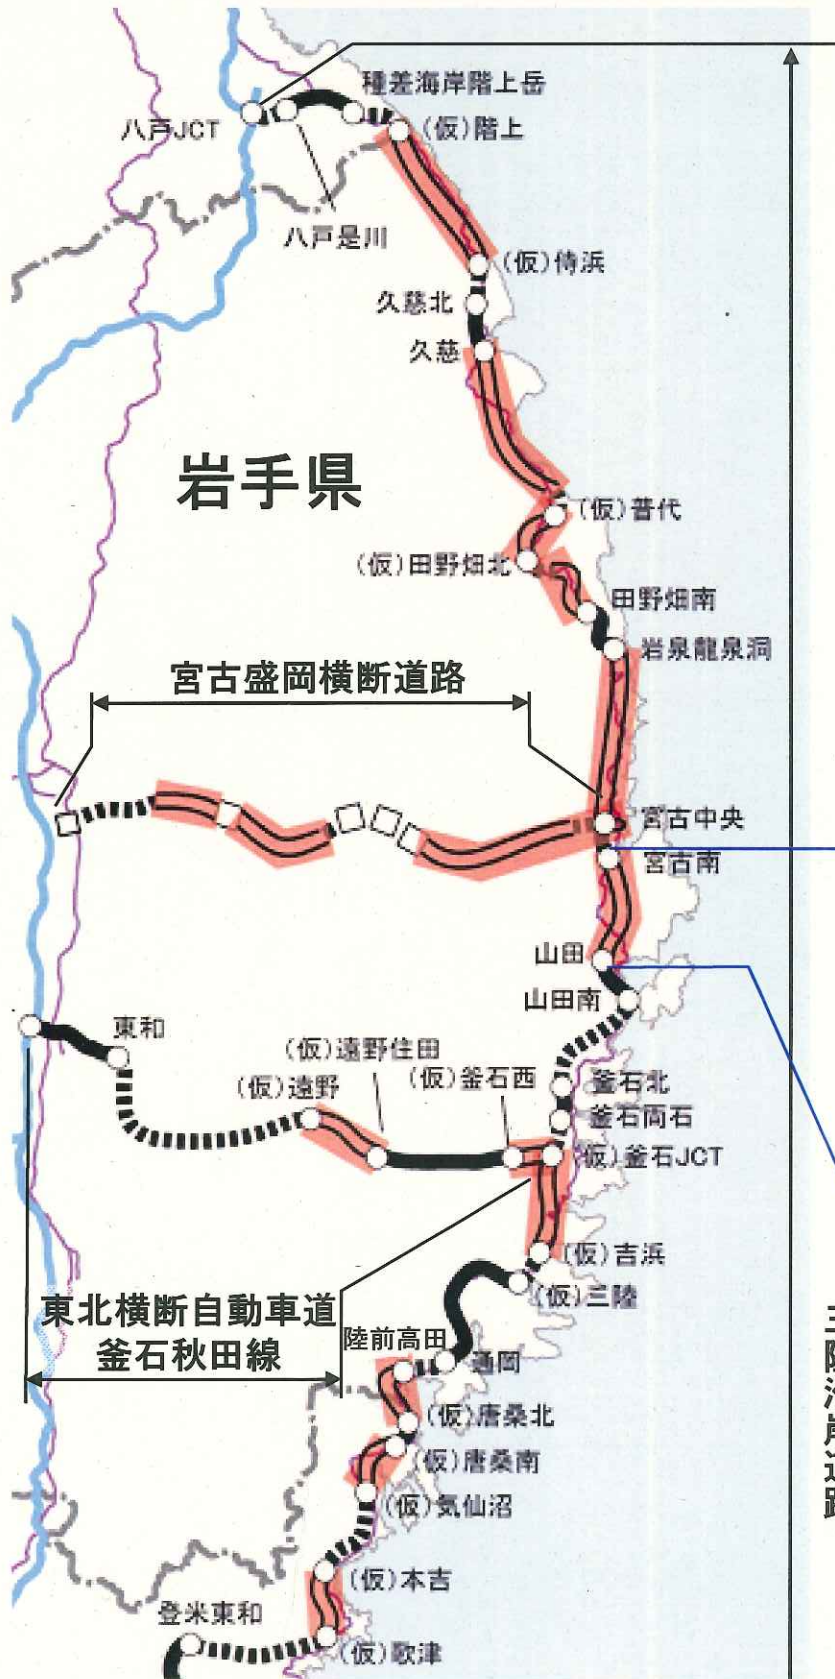 種差海岸階上岳
八戸JCT
(仮)階上
八戸是川
(仮)侍浜
久慈北
久慈
岩手県
(仮)普代
(仮)田野畑北
田野畑南
岩泉龍泉洞
宮古盛岡横断道路
宮古中央
宮古南
山田
山田南
東和
(仮)遠野住田
(仮)遠野
(仮)釜石西
釜石北
釜石両石
(仮)釜石JCT
(仮)吉浜
(仮)三陸
東北横断自動車道
釜石秋田線
陸前高田
通岡
(仮)唐桑北
(仮)唐桑南
(仮)気仙沼
(仮)本吉
登米東和
(仮)歌津
三陸沿岸道路